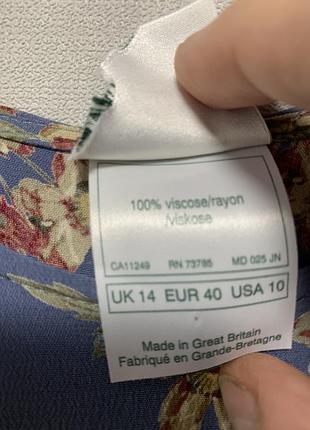 100% viscose/rayon
/viskose
CA11249 RN 73785 MD 025 JN
UK 14 EUR 40 USA 10
Made in Great Britain
Fabriqué en Grande-Bretagne